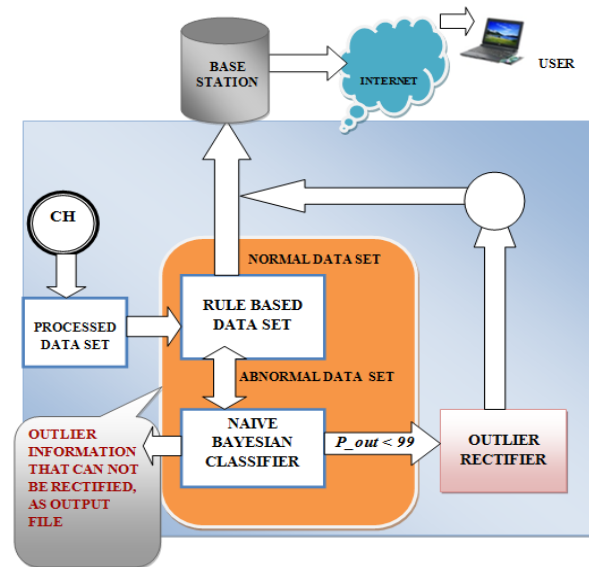 BASE
STATION
INTERNET
USER
CH
NORMAL DATA SET
PROCESSED
DATA SET
RULE BASED
DATA SET
ABNORMAL DATA SET
NAIVE
BAYESIAN
CLASSIFIER
P_out < 99
OUTLIER
RECTIFIER
OUTLIER
INFORMATION
THAT CAN NOT
BE RECTIFIED,
AS OUTPUT
FILE